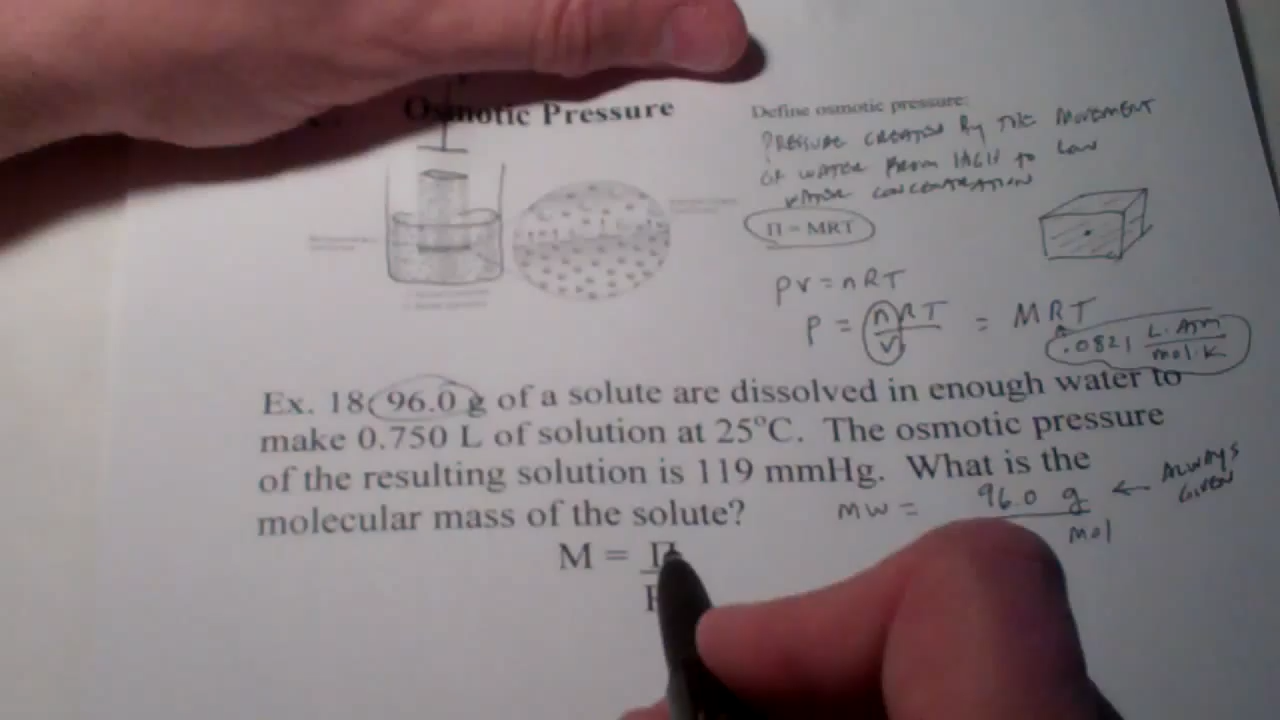 Osmotic Pressure
Define osmotic pressure:
PRESSURE CREATED BY THE MOVEMENT
OF WATER FROM HIGH to LOW
WATER CONCENTRATION
Π = MRT
PV = nRT
P = nRT / V = MRT
.0821 L·ATM / mol·K
Ex. 18 96.0 g of a solute are dissolved in enough water to
make 0.750 L of solution at 25°C. The osmotic pressure
of the resulting solution is 119 mmHg. What is the
molecular mass of the solute?
MW = 96.0 g / mol ← ALWAYS GIVEN
M = Π